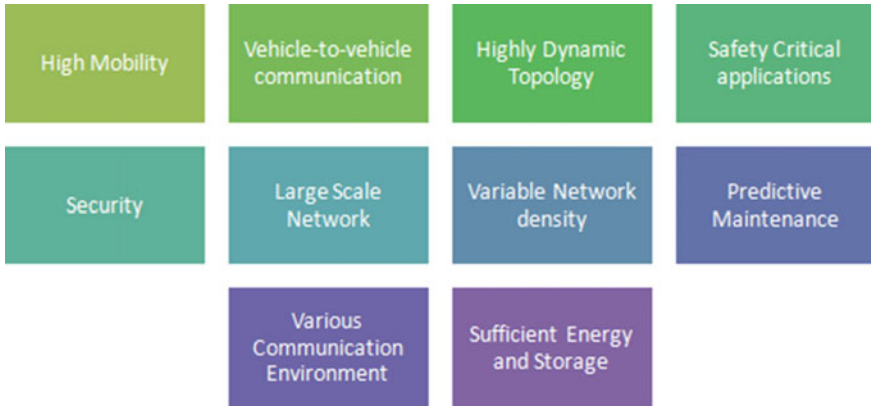 High Mobility
Vehicle-to-vehicle
communication
Highly Dynamic
Topology
Safety Critical
applications
Security
Large Scale
Network
Variable Network
density
Predictive
Maintenance
Various
Communication
Environment
Sufficient Energy
and Storage